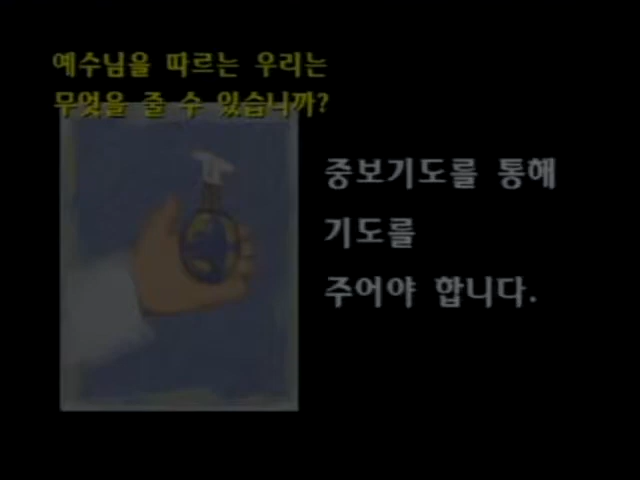 예수님을 따르는 우리는
무엇을 줄 수 있습니까?
중보기도를 통해
기도를
주어야 합니다.